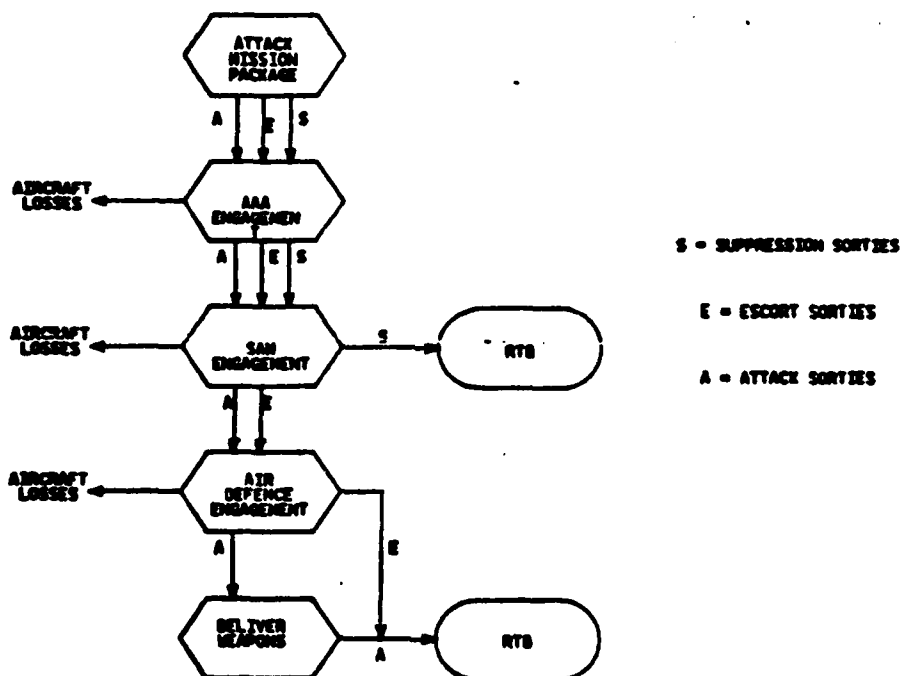 ATTACK
MISSION
PACKAGE
A
E
S
AIRCRAFT
LOSSES
AAA
ENGAGEMEN
T
A
E
S
S = SUPPRESSION SORTIES
E = ESCORT SORTIES
A = ATTACK SORTIES
AIRCRAFT
LOSSES
SAM
ENGAGEMENT
S
RTB
A
E
AIRCRAFT
LOSSES
AIR
DEFENCE
ENGAGEMENT
A
E
DELIVER
WEAPONS
A
RTB